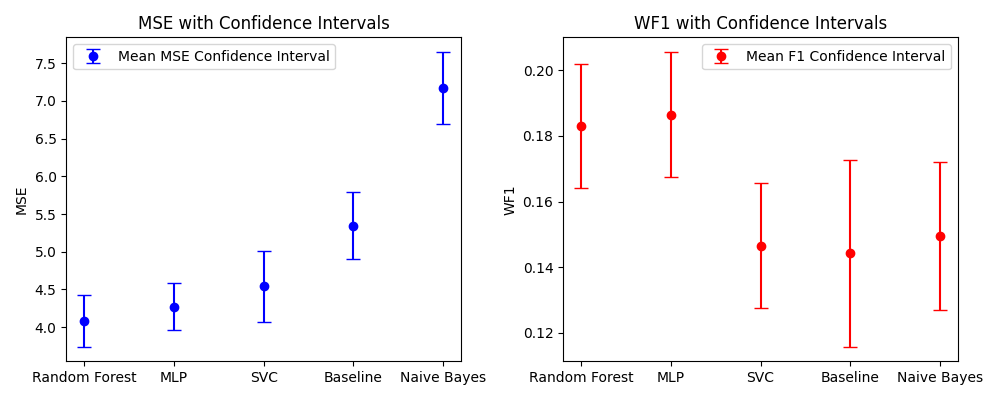 MSE with Confidence Intervals
Mean MSE Confidence Interval
MSE
7.5
7.0
6.5
6.0
5.5
5.0
4.5
4.0
Random Forest MLP SVC Baseline Naive Bayes
WF1 with Confidence Intervals
Mean F1 Confidence Interval
WF1
0.20
0.18
0.16
0.14
0.12
Random Forest MLP SVC Baseline Naive Bayes